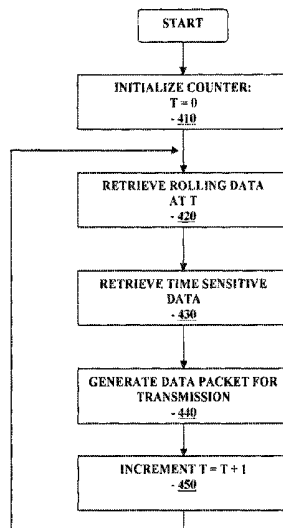 START
INITIALIZE COUNTER:
T = 0
- 410
RETRIEVE ROLLING DATA
AT T
- 420
RETRIEVE TIME SENSITIVE
DATA
- 430
GENERATE DATA PACKET FOR
TRANSMISSION
- 440
INCREMENT T = T + 1
- 450